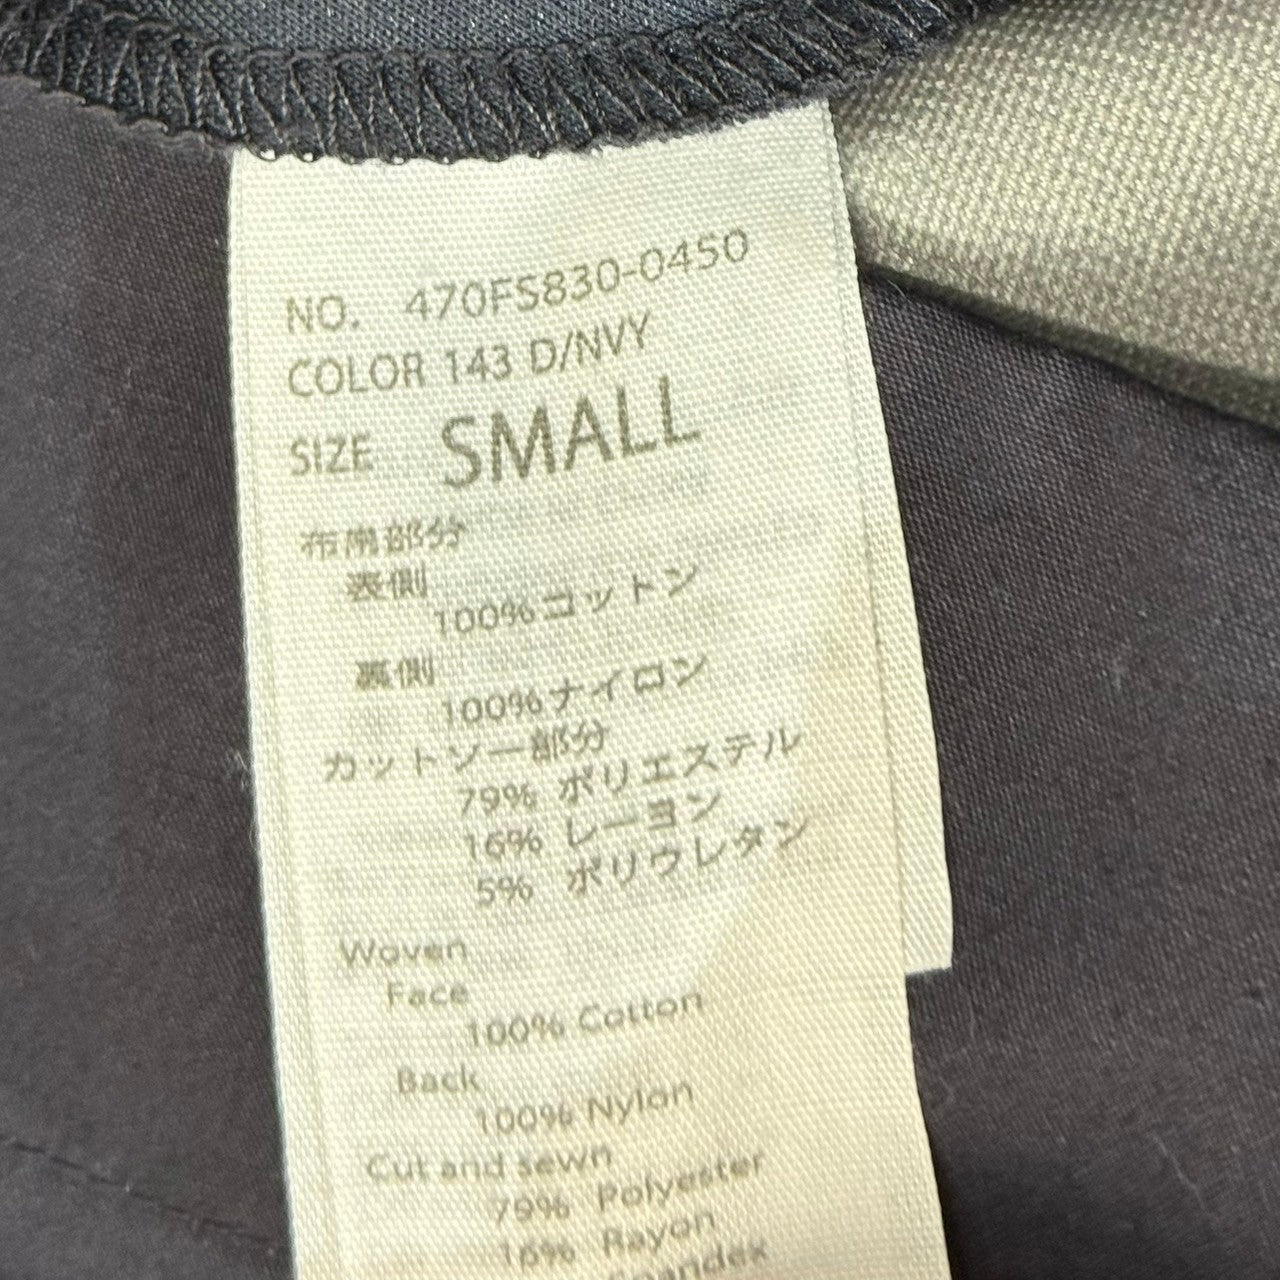 NO. 470FS830-0450
COLOR 143 D/NVY
SIZE SMALL
布帛部分
表側
100%コットン
裏側
100%ナイロン
カットソー部分
79% ポリエステル
16% レーヨン
5% ポリウレタン
Woven
Face
100% Cotton
Back
100% Nylon
Cut and sewn
79% Polyester
16% Rayon
Spandex